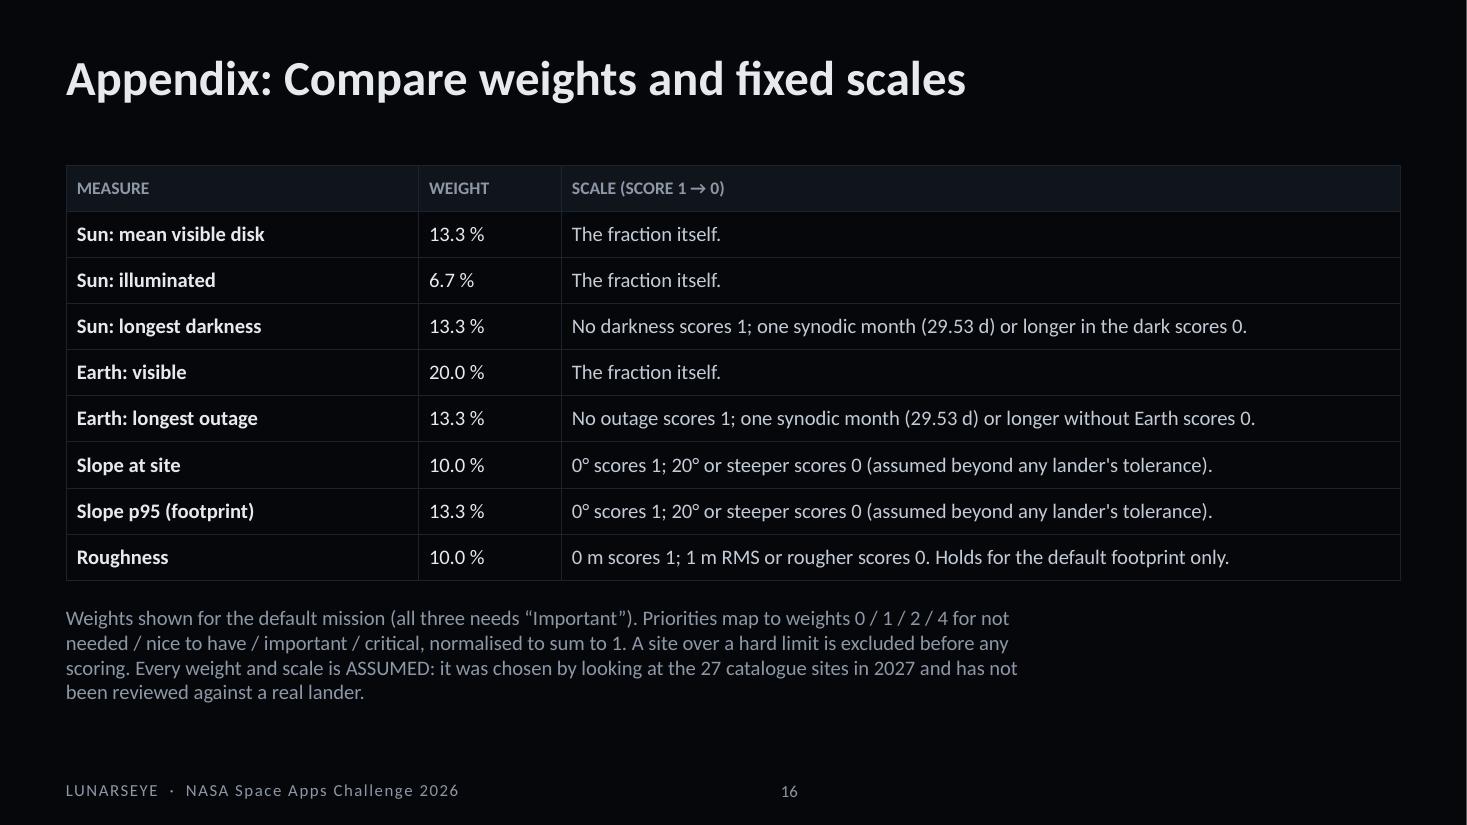 Appendix: Compare weights and fixed scales
MEASURE WEIGHT SCALE (SCORE 1 → 0)
Sun: mean visible disk 13.3 % The fraction itself.
Sun: illuminated 6.7 % The fraction itself.
Sun: longest darkness 13.3 % No darkness scores 1; one synodic month (29.53 d) or longer in the dark scores 0.
Earth: visible 20.0 % The fraction itself.
Earth: longest outage 13.3 % No outage scores 1; one synodic month (29.53 d) or longer without Earth scores 0.
Slope at site 10.0 % 0° scores 1; 20° or steeper scores 0 (assumed beyond any lander's tolerance).
Slope p95 (footprint) 13.3 % 0° scores 1; 20° or steeper scores 0 (assumed beyond any lander's tolerance).
Roughness 10.0 % 0 m scores 1; 1 m RMS or rougher scores 0. Holds for the default footprint only.
Weights shown for the default mission (all three needs “Important”). Priorities map to weights 0 / 1 / 2 / 4 for not
needed / nice to have / important / critical, normalised to sum to 1. A site over a hard limit is excluded before any
scoring. Every weight and scale is ASSUMED: it was chosen by looking at the 27 catalogue sites in 2027 and has not
been reviewed against a real lander.
LUNARSEYE · NASA Space Apps Challenge 2026 16